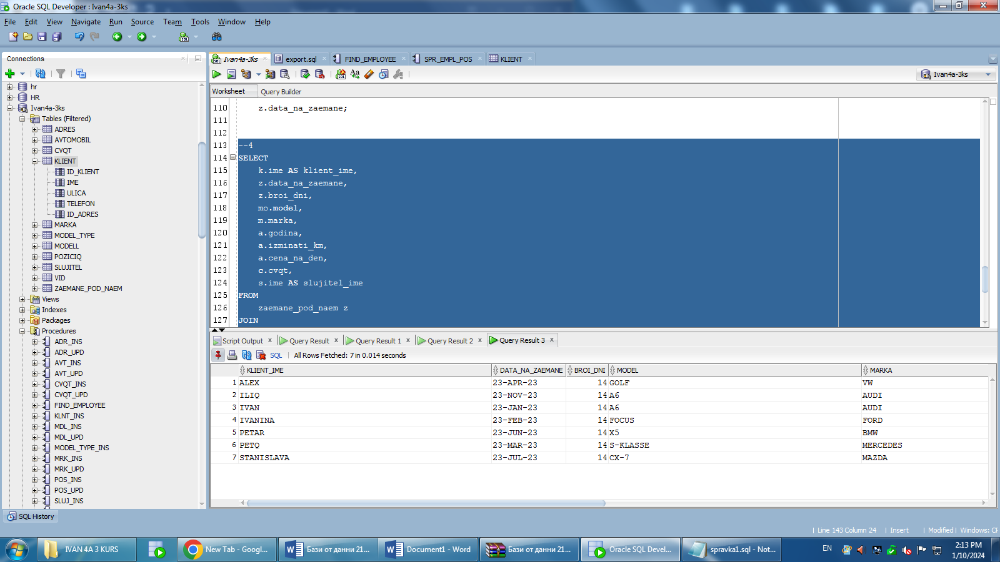 Oracle SQL Developer : Ivan4a-3ks
File Edit View Navigate Run Source Team Tools Window Help
Connections
hr
HR
Ivan4a-3ks
Tables (Filtered)
ADRES
AVTOMOBIL
CVQT
KLIENT
ID_KLIENT
IME
ULICA
TELEFON
ID_ADRES
MARKA
MODEL_TYPE
MODELL
POZICIQ
SLUJITEL
VID
ZAEMANE_POD_NAEM
Views
Indexes
Packages
Procedures
ADR_INS
ADR_UPD
AVT_INS
AVT_UPD
CVQT_INS
CVQT_UPD
FIND_EMPLOYEE
KLNT_INS
MDL_INS
MDL_UPD
MODEL_TYPE_INS
MRK_INS
MRK_UPD
POS_INS
POS_UPD
SLUJ_INS
SQL History
Ivan4a-3ks export.sql FIND_EMPLOYEE SPR_EMPL_POS KLIENT
Ivan4a-3ks
Worksheet Query Builder
110 z.data_na_zaemane;
111
112
113 --4
114 SELECT
115 k.ime AS klient_ime,
116 z.data_na_zaemane,
117 z.broi_dni,
118 mo.model,
119 m.marka,
120 a.godina,
121 a.izminati_km,
122 a.cena_na_den,
123 c.cvqt,
124 s.ime AS slujitel_ime
125 FROM
126 zaemane_pod_naem z
127 JOIN
Script Output Query Result Query Result 1 Query Result 2 Query Result 3
SQL All Rows Fetched: 7 in 0.014 seconds
KLIENT_IME DATA_NA_ZAEMANE BROI_DNI MODEL MARKA
1 ALEX 23-APR-23 14 GOLF VW
2 ILIQ 23-NOV-23 14 A6 AUDI
3 IVAN 23-JAN-23 14 A6 AUDI
4 IVANINA 23-FEB-23 14 FOCUS FORD
5 PETAR 23-JUN-23 14 X5 BMW
6 PETQ 23-MAR-23 14 S-KLASSE MERCEDES
7 STANISLAVA 23-JUL-23 14 CX-7 MAZDA
Line 143 Column 24 Insert Modified Windows: CF
IVAN 4A 3 KURS New Tab - Googl... Бази от данни 21... Document1 - Word Бази от данни 21... Oracle SQL Devel... spravka1.sql - Not... EN 2:13 PM
1/10/2024